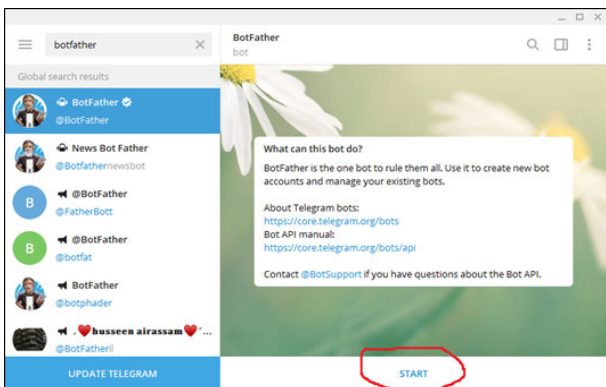 botfather
Global search results
BotFather
@BotFather
News Bot Father
@Botfathernewsbot
B
@BotFather
@FatherBott
B
@BotFather
@botfat
BotFather
@botphader
.❤️husseen airassam❤️ʻ...
@BotFatherll
UPDATE TELEGRAM
BotFather
bot
What can this bot do?
BotFather is the one bot to rule them all. Use it to create new bot
accounts and manage your existing bots.
About Telegram bots:
https://core.telegram.org/bots
Bot API manual:
https://core.telegram.org/bots/api
Contact @BotSupport if you have questions about the Bot API.
START